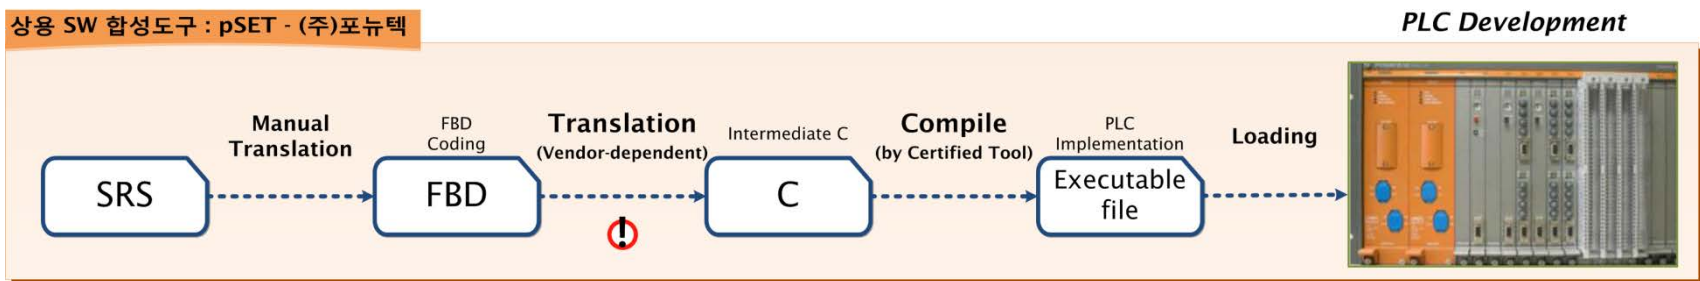 상용 SW 합성도구 : pSET - (주)포뉴텍
PLC Development
Manual
Translation
FBD
Coding
Translation
(Vendor-dependent)
Intermediate C
Compile
(by Certified Tool)
PLC
Implementation
Loading
SRS
FBD
C
Executable
file
!